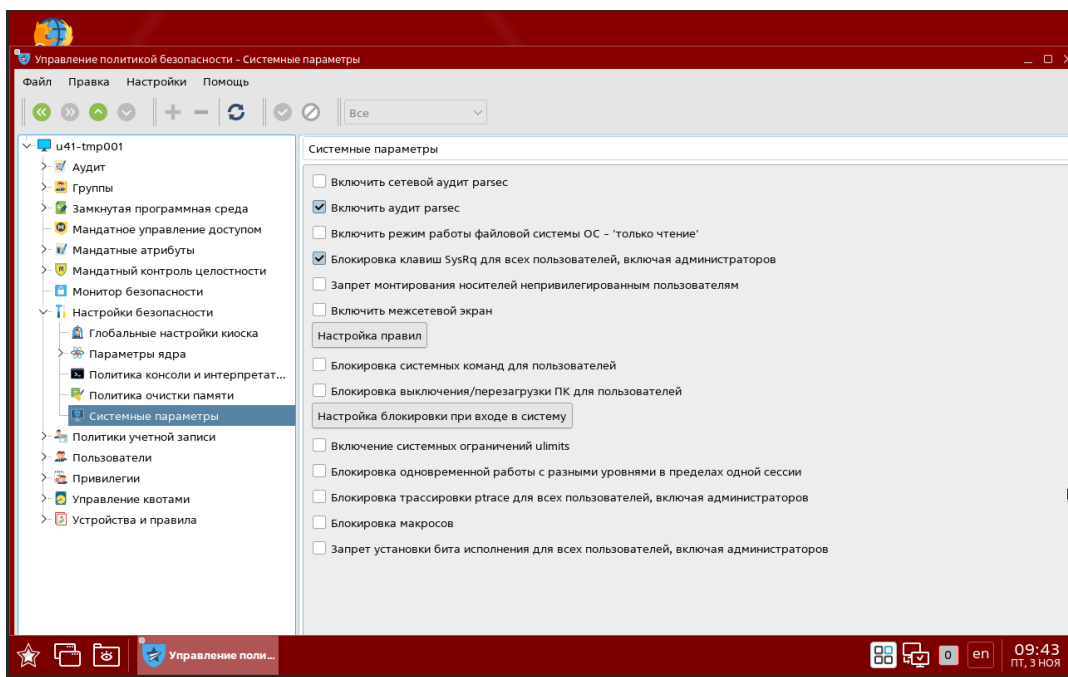 Управление политикой безопасности - Системные параметры
Файл Правка Настройки Помощь
Все
u41-tmp001
Аудит
Группы
Замкнутая программная среда
Мандатное управление доступом
Мандатные атрибуты
Мандатный контроль целостности
Монитор безопасности
Настройки безопасности
Глобальные настройки киоска
Параметры ядра
Политика консоли и интерпретат...
Политика очистки памяти
Системные параметры
Политики учетной записи
Пользователи
Привилегии
Управление квотами
Устройства и правила
Системные параметры
Включить сетевой аудит parsec
Включить аудит parsec
Включить режим работы файловой системы ОС – 'только чтение'
Блокировка клавиш SysRq для всех пользователей, включая администраторов
Запрет монтирования носителей непривилегированным пользователям
Включить межсетевой экран
Настройка правил
Блокировка системных команд для пользователей
Блокировка выключения/перезагрузки ПК для пользователей
Настройка блокировки при входе в систему
Включение системных ограничений ulimits
Блокировка одновременной работы с разными уровнями в пределах одной сессии
Блокировка трассировки ptrace для всех пользователей, включая администраторов
Блокировка макросов
Запрет установки бита исполнения для всех пользователей, включая администраторов
Управление поли...
0
en
09:43
ПТ, 3 НОЯ